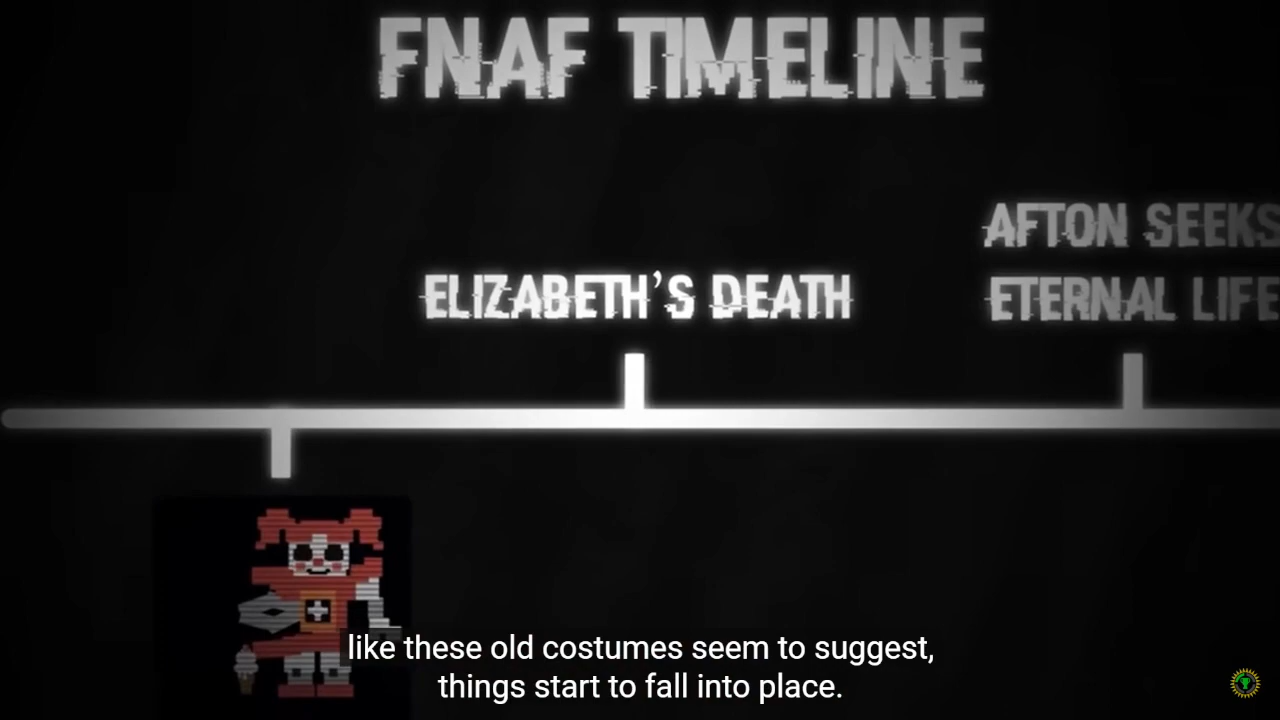 FNAF TIMELINE
AFTON SEEKS
ETERNAL LIFE
ELIZABETH'S DEATH
like these old costumes seem to suggest,
things start to fall into place.